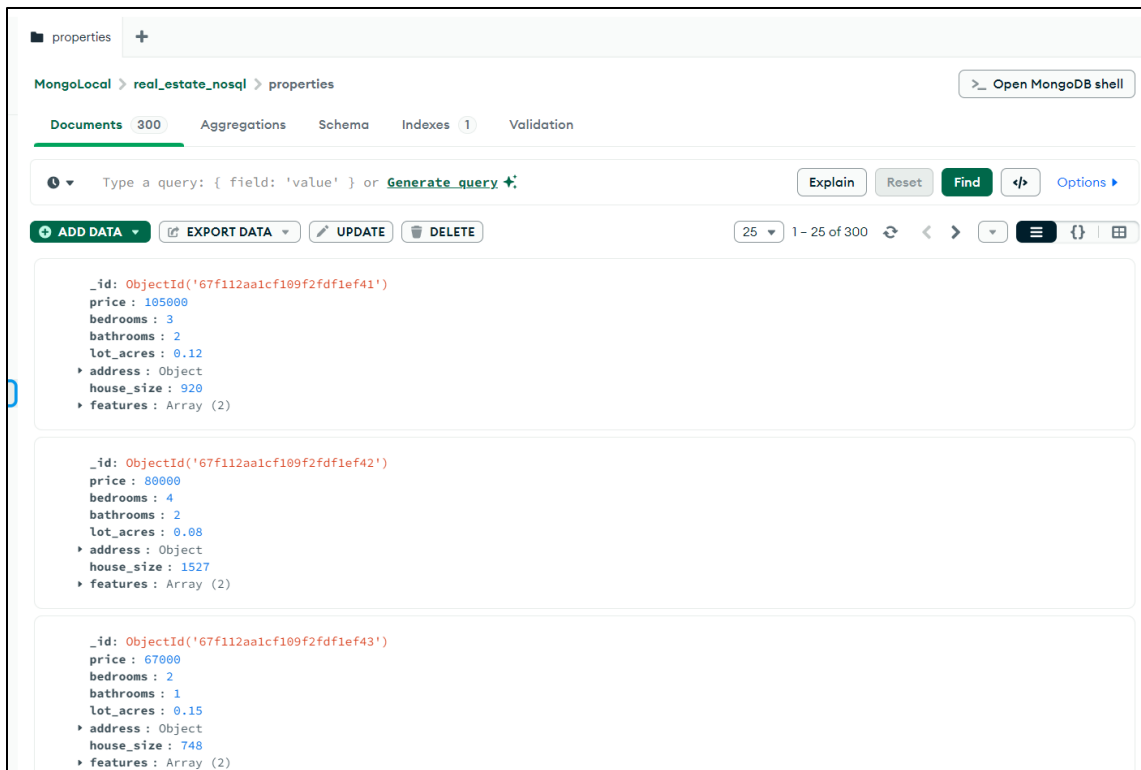 properties +
MongoLocal > real_estate_nosql > properties
>_ Open MongoDB shell
Documents 300 Aggregations Schema Indexes 1 Validation
Type a query: { field: 'value' } or Generate query
Explain Reset Find </> Options
ADD DATA EXPORT DATA UPDATE DELETE
25 1 – 25 of 300 < > {}
_id: ObjectId('67f112aa1cf109f2fdf1ef41')
price : 105000
bedrooms : 3
bathrooms : 2
lot_acres : 0.12
address : Object
house_size : 920
features : Array (2)
_id: ObjectId('67f112aa1cf109f2fdf1ef42')
price : 80000
bedrooms : 4
bathrooms : 2
lot_acres : 0.08
address : Object
house_size : 1527
features : Array (2)
_id: ObjectId('67f112aa1cf109f2fdf1ef43')
price : 67000
bedrooms : 2
bathrooms : 1
lot_acres : 0.15
address : Object
house_size : 748
features : Array (2)